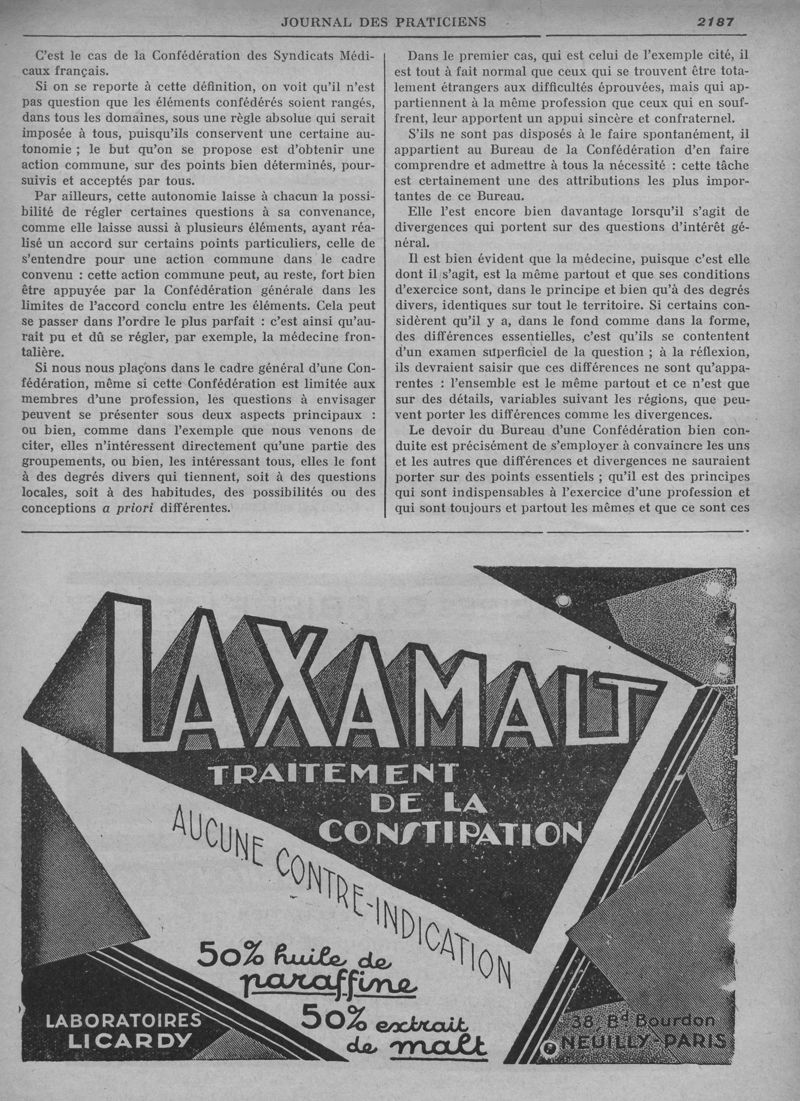 JOURNAL DES PRATICIENS
2187
C'est le cas de la Confédération des Syndicats Médi-
caux français.
Si on se reporte à cette définition, on voit qu'il n'est
pas question que les éléments confédérés soient rangés,
dans tous les domaines, sous une règle absolue qui serait
imposée à tous, puisqu'ils conservent une certaine au-
tonomie ; le but qu'on se propose est d'obtenir une
action commune, sur des points bien déterminés, pour-
suivis et acceptés par tous.
Par ailleurs, cette autonomie laisse à chacun la possi-
bilité de régler certaines questions à sa convenance,
comme elle laisse aussi à plusieurs éléments, ayant réa-
lisé un accord sur certains points particuliers, celle de
s'entendre pour une action commune dans le cadre
convenu : cette action commune peut, au reste, fort bien
être appuyée par la Confédération générale dans les
limites de l'accord conclu entre les éléments. Cela peut
se passer dans l'ordre le plus parfait : c'est ainsi qu'au-
rait pu et dû se régler, par exemple, la médecine fron-
talière.
Si nous nous plaçons dans le cadre général d'une Con-
fédération, même si cette Confédération est limitée aux
membres d'une profession, les questions à envisager
peuvent se présenter sous deux aspects principaux :
ou bien, comme dans l'exemple que nous venons de
citer, elles n'intéressent directement qu'une partie des
groupements, ou bien, les intéressant tous, elles le font
à des degrés divers qui tiennent, soit à des questions
locales, soit à des habitudes, des possibilités ou des
conceptions a priori différentes.
Dans le premier cas, qui est celui de l'exemple cité, il
est tout à fait normal que ceux qui se trouvent être tota-
lement étrangers aux difficultés éprouvées, mais qui ap-
partiennent à la même profession que ceux qui en souf-
frent, leur apportent un appui sincère et confraternel.
S'ils ne sont pas disposés à le faire spontanément, il
appartient au Bureau de la Confédération d'en faire
comprendre et admettre à tous la nécessité : cette tâche
est certainement une des attributions les plus impor-
tantes de ce Bureau.
Elle l'est encore bien davantage lorsqu'il s'agit de
divergences qui portent sur des questions d'intérêt gé-
néral.
Il est bien évident que la médecine, puisque c'est elle
dont il s'agit, est la même partout et que ses conditions
d'exercice sont, dans le principe et bien qu'à des degrés
divers, identiques sur tout le territoire. Si certains con-
sidèrent qu'il y a, dans le fond comme dans la forme,
des différences essentielles, c'est qu'ils se contentent
d'un examen superficiel de la question ; à la réflexion,
ils devraient saisir que ces différences ne sont qu'appa-
rentes : l'ensemble est le même partout et ce n'est que
sur des détails, variables suivant les régions, que peu-
vent porter les différences comme les divergences.
Le devoir du Bureau d'une Confédération bien con-
duite est précisément de s'employer à convaincre les uns
et les autres que différences et divergences ne sauraient
porter sur des points essentiels ; qu'il est des principes
qui sont indispensables à l'exercice d'une profession et
qui sont toujours et partout les mêmes et que ce sont ces
LAXAMALT
TRAITEMENT
DE LA
CONSTIPATION
AUCUNE CONTRE-INDICATION
50% huile de
paraffine
50% extrait
de malt
LABORATOIRES
LICARDY
38, Bd Bourdon
NEUILLY-PARIS